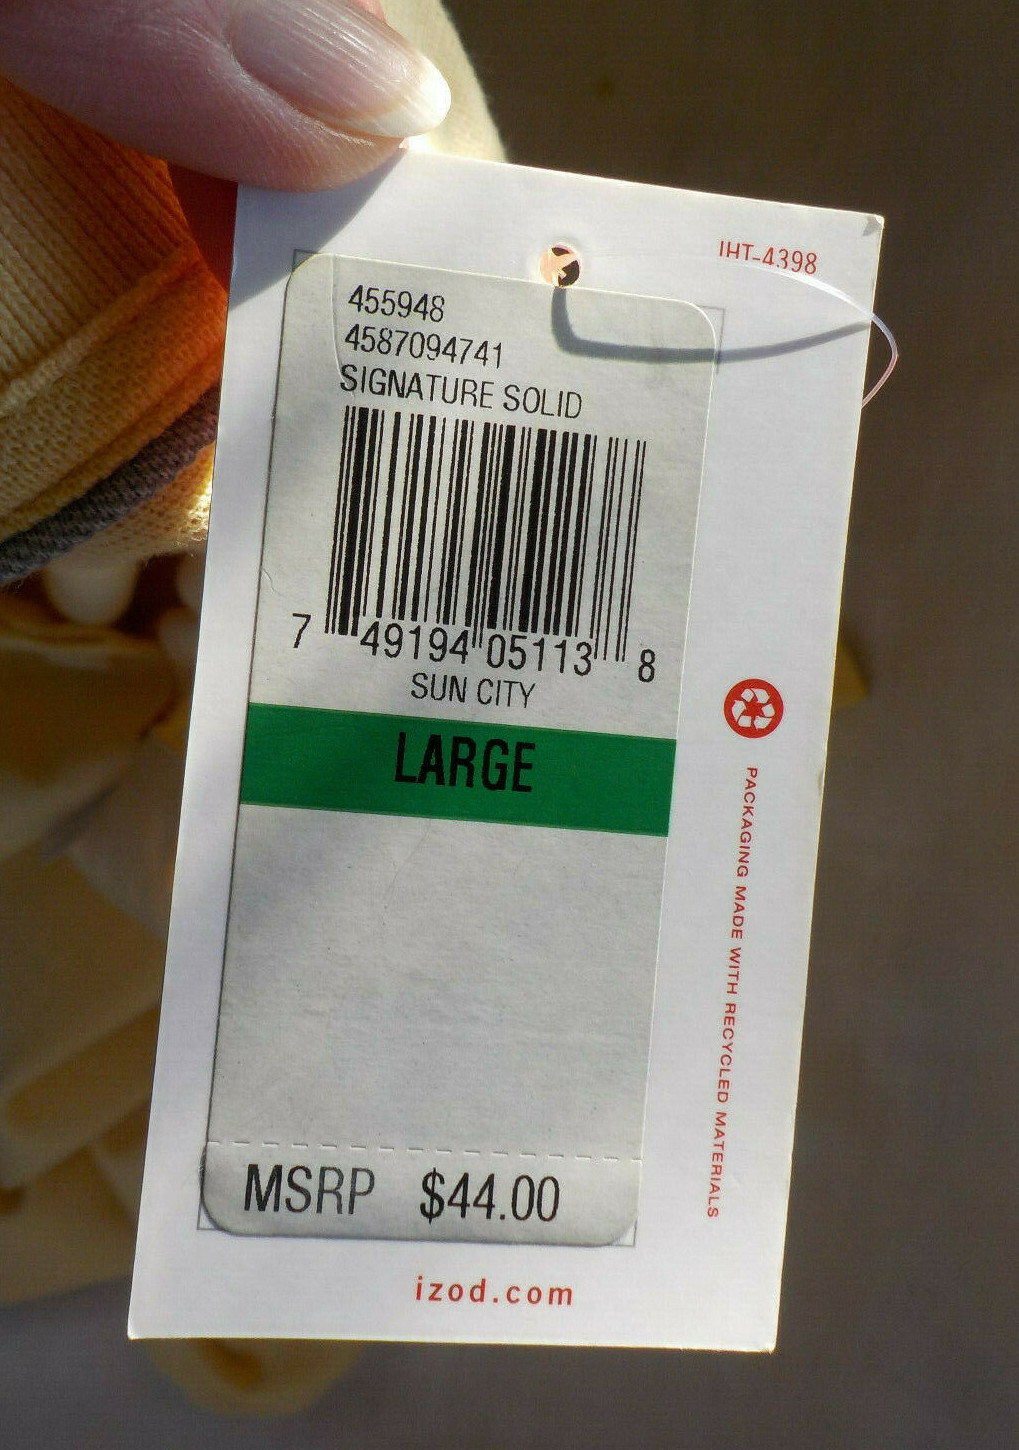 IHT-4398
455948
4587094741
SIGNATURE SOLID
7 49194 05113 8
SUN CITY
LARGE
PACKAGING MADE WITH RECYCLED MATERIALS
MSRP $44.00
izod.com